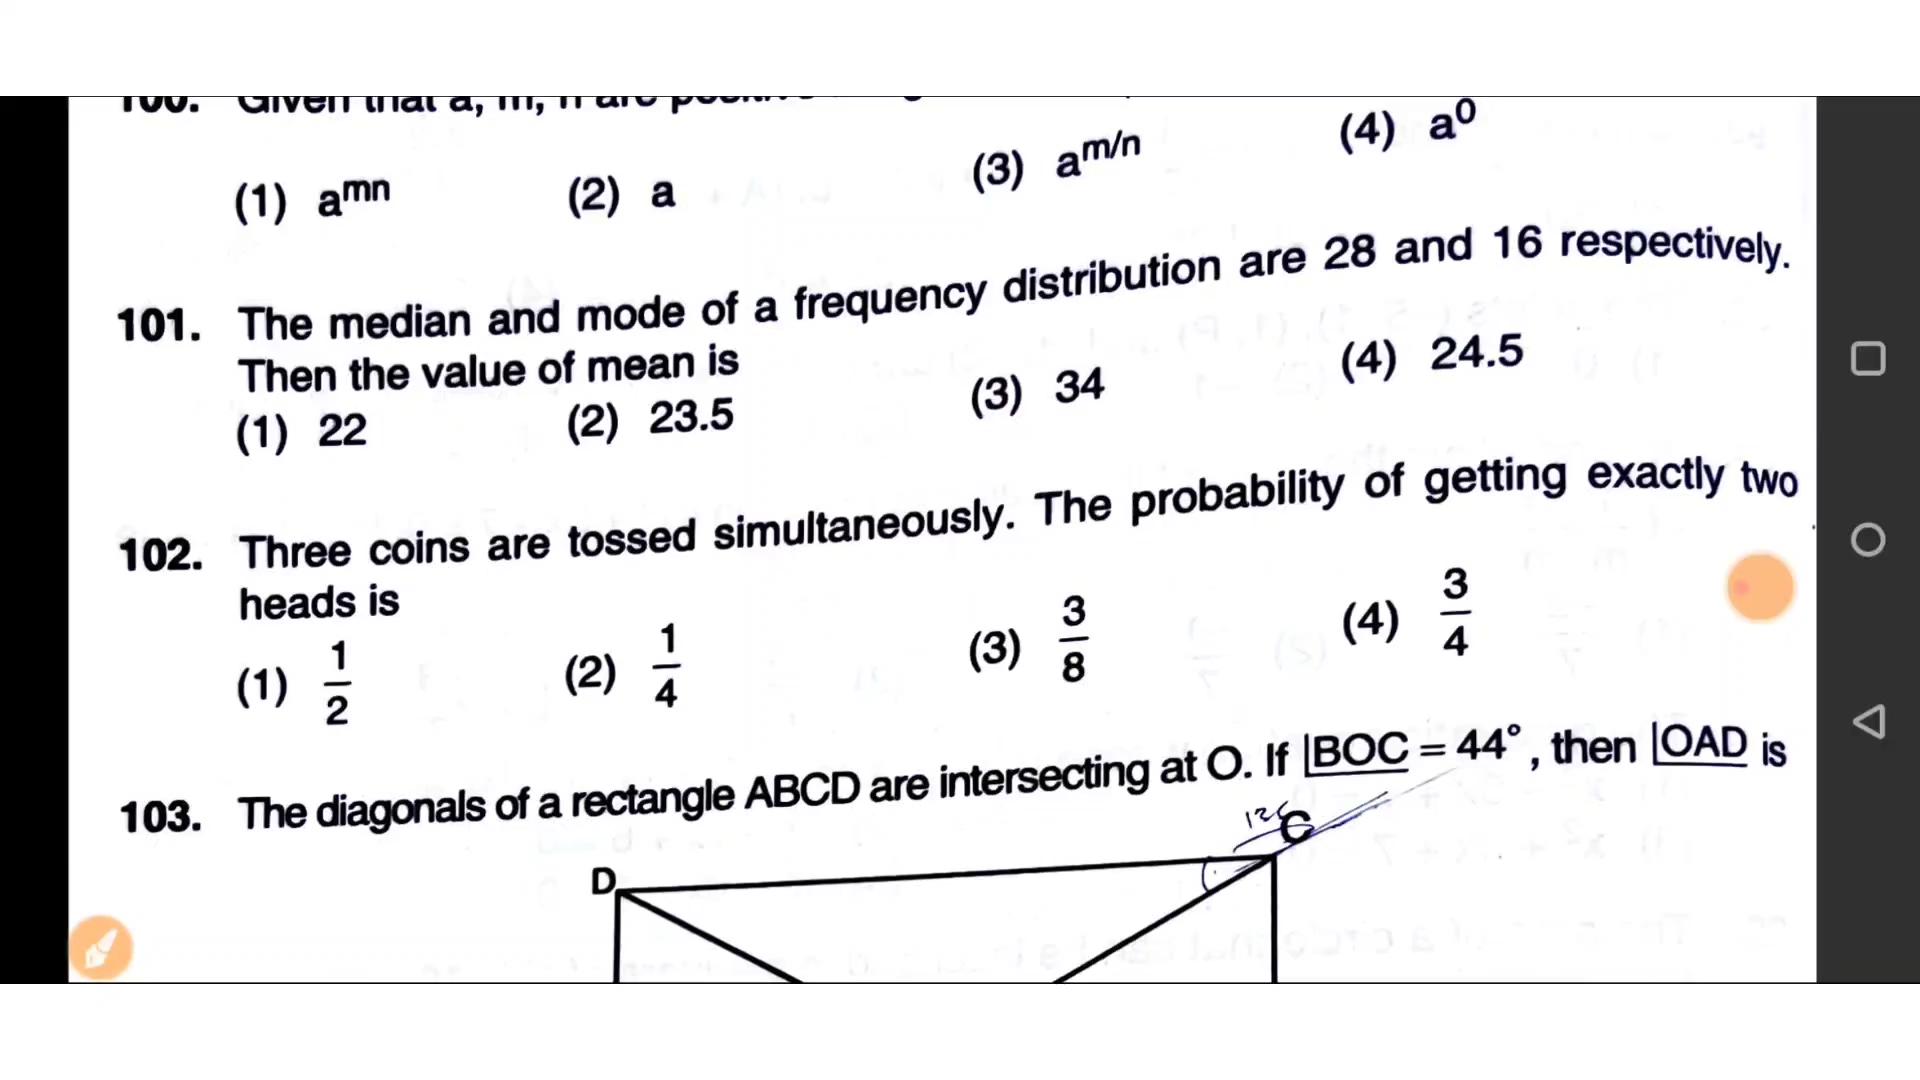 100. Given that a, m, n are
(1) a^mn (2) a (3) a^m/n (4) a^0
101. The median and mode of a frequency distribution are 28 and 16 respectively.
Then the value of mean is
(1) 22 (2) 23.5 (3) 34 (4) 24.5
102. Three coins are tossed simultaneously. The probability of getting exactly two
heads is
(1) 1/2 (2) 1/4 (3) 3/8 (4) 3/4
103. The diagonals of a rectangle ABCD are intersecting at O. If ∠BOC = 44°, then ∠OAD is
C
D